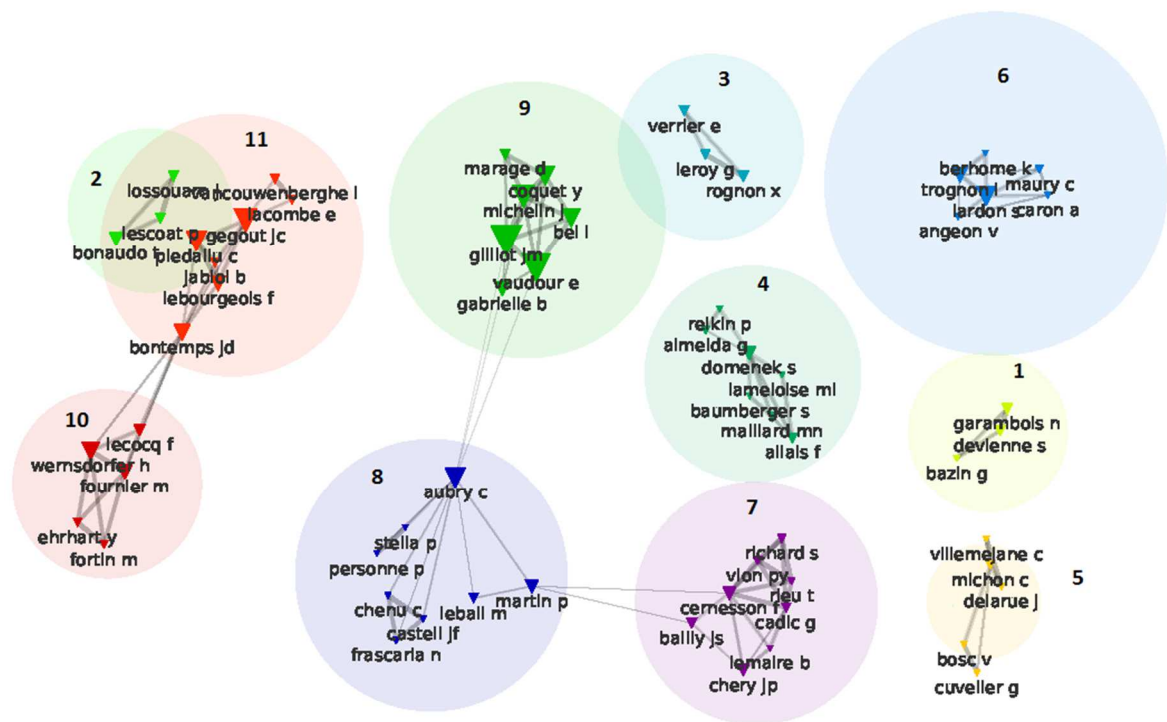 2
lossouarn l
lescoat p
bonaudo t
11
vancouwenberghe l
lacombe e
gegout jc
piedallu c
jabiol b
lebourgeois f
bontemps jd
10
lecocq f
wernsdorfer h
fournier m
ehrhart y
fortin m
9
marage d
coquet y
michelin j
bel l
gilliot jm
vaudour e
gabrielle b
3
verrier e
leroy g
rognon x
6
berhome k
maury c
trognon l
lardon s
caron a
angeon v
4
relkin p
almeida g
domenek s
lameloise ml
baumberger s
maillard mn
allais f
1
garambois n
devienne s
bazin g
8
aubry c
stella p
personne p
chenu c
castell jf
frascaria n
leball m
martin p
7
richard s
vion py
rieu t
cernesson f
cadic g
bailly js
lemaire b
chery jp
5
villemejane c
michon c
delarue j
bosc v
cuvelier g